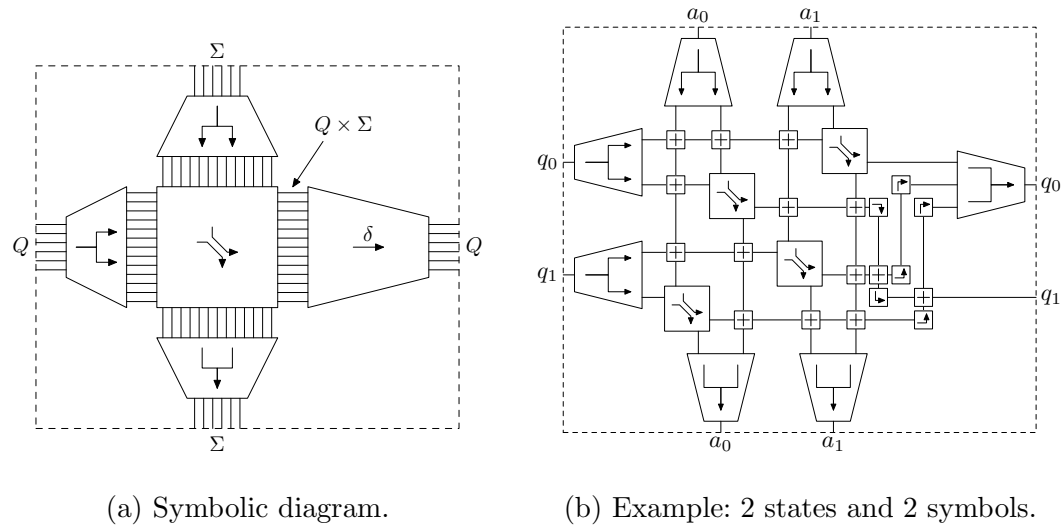 Σ
Q × Σ
Q
δ
Q
Σ
(a) Symbolic diagram.
a₀ a₁
q₀
q₀
q₁
q₁
a₀ a₁
(b) Example: 2 states and 2 symbols.